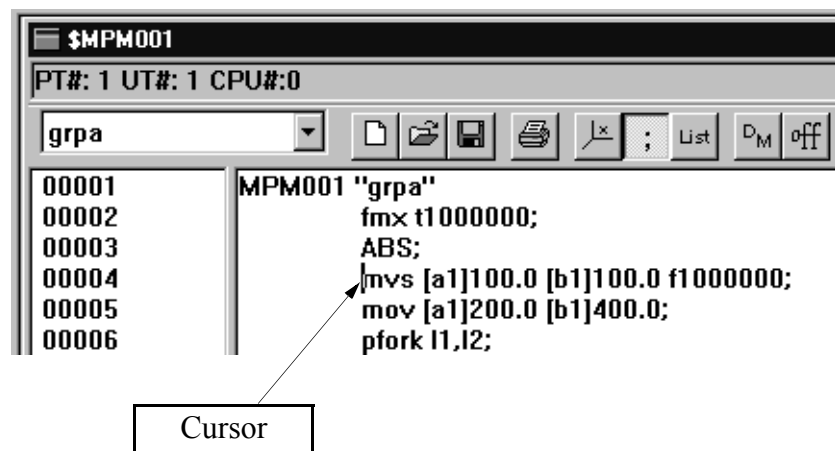 $MPM001
PT#: 1 UT#: 1 CPU#:0
grpa
; List DM off
00001 MPM001 "grpa"
00002 fmx t1000000;
00003 ABS;
00004 mvs [a1]100.0 [b1]100.0 f1000000;
00005 mov [a1]200.0 [b1]400.0;
00006 pfork l1,l2;
Cursor